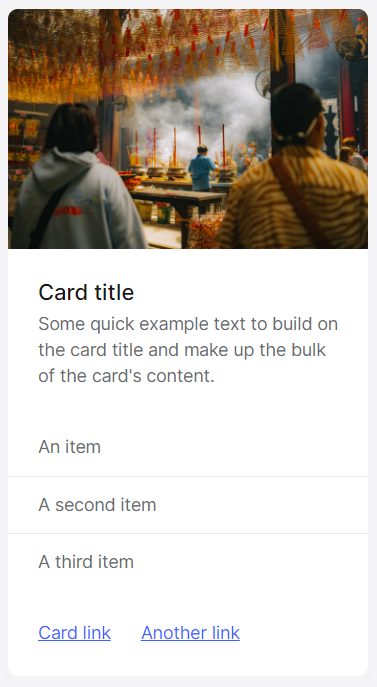 Card title
Some quick example text to build on
the card title and make up the bulk
of the card's content.
An item
A second item
A third item
Card link
Another link